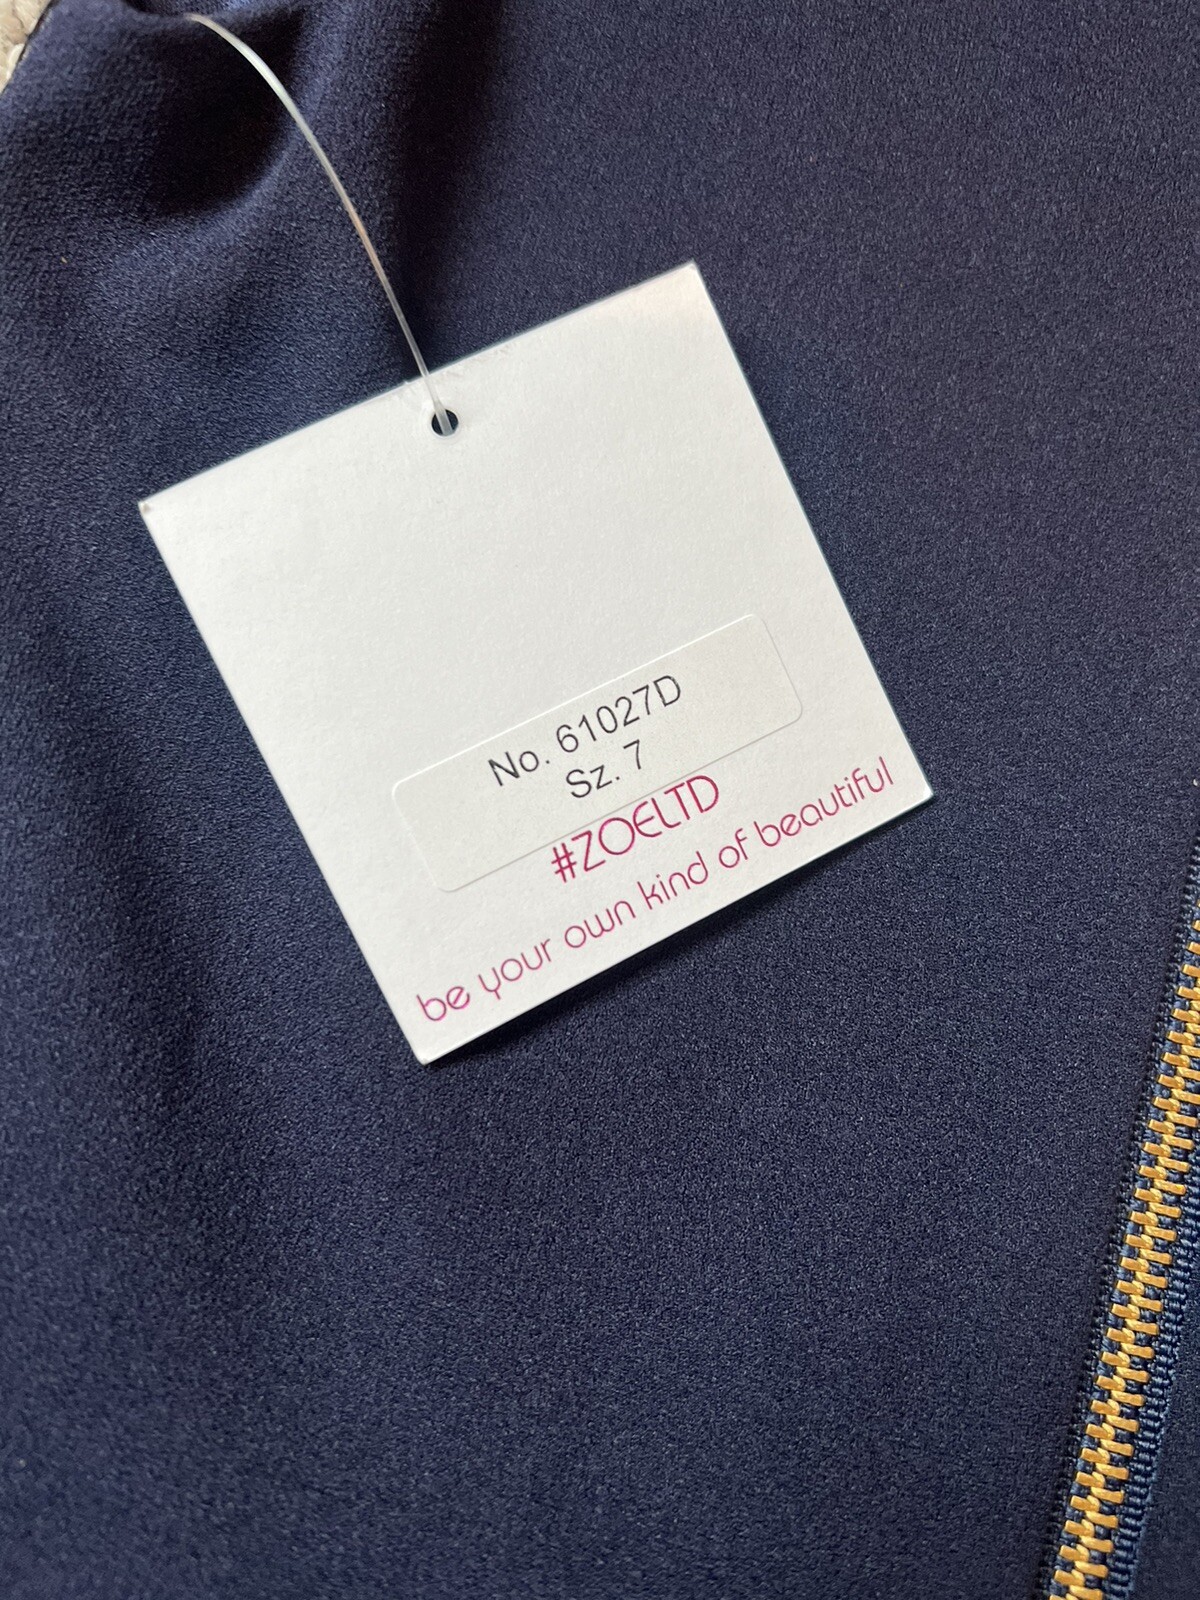 No. 61027D
Sz. 7
#ZOELTD
be your own kind of beautiful